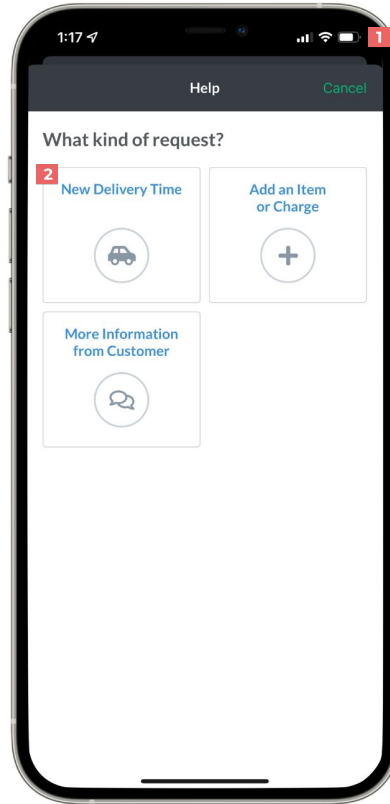 1:17
1
Help
Cancel
What kind of request?
2
New Delivery Time
Add an Item
or Charge
More Information
from Customer